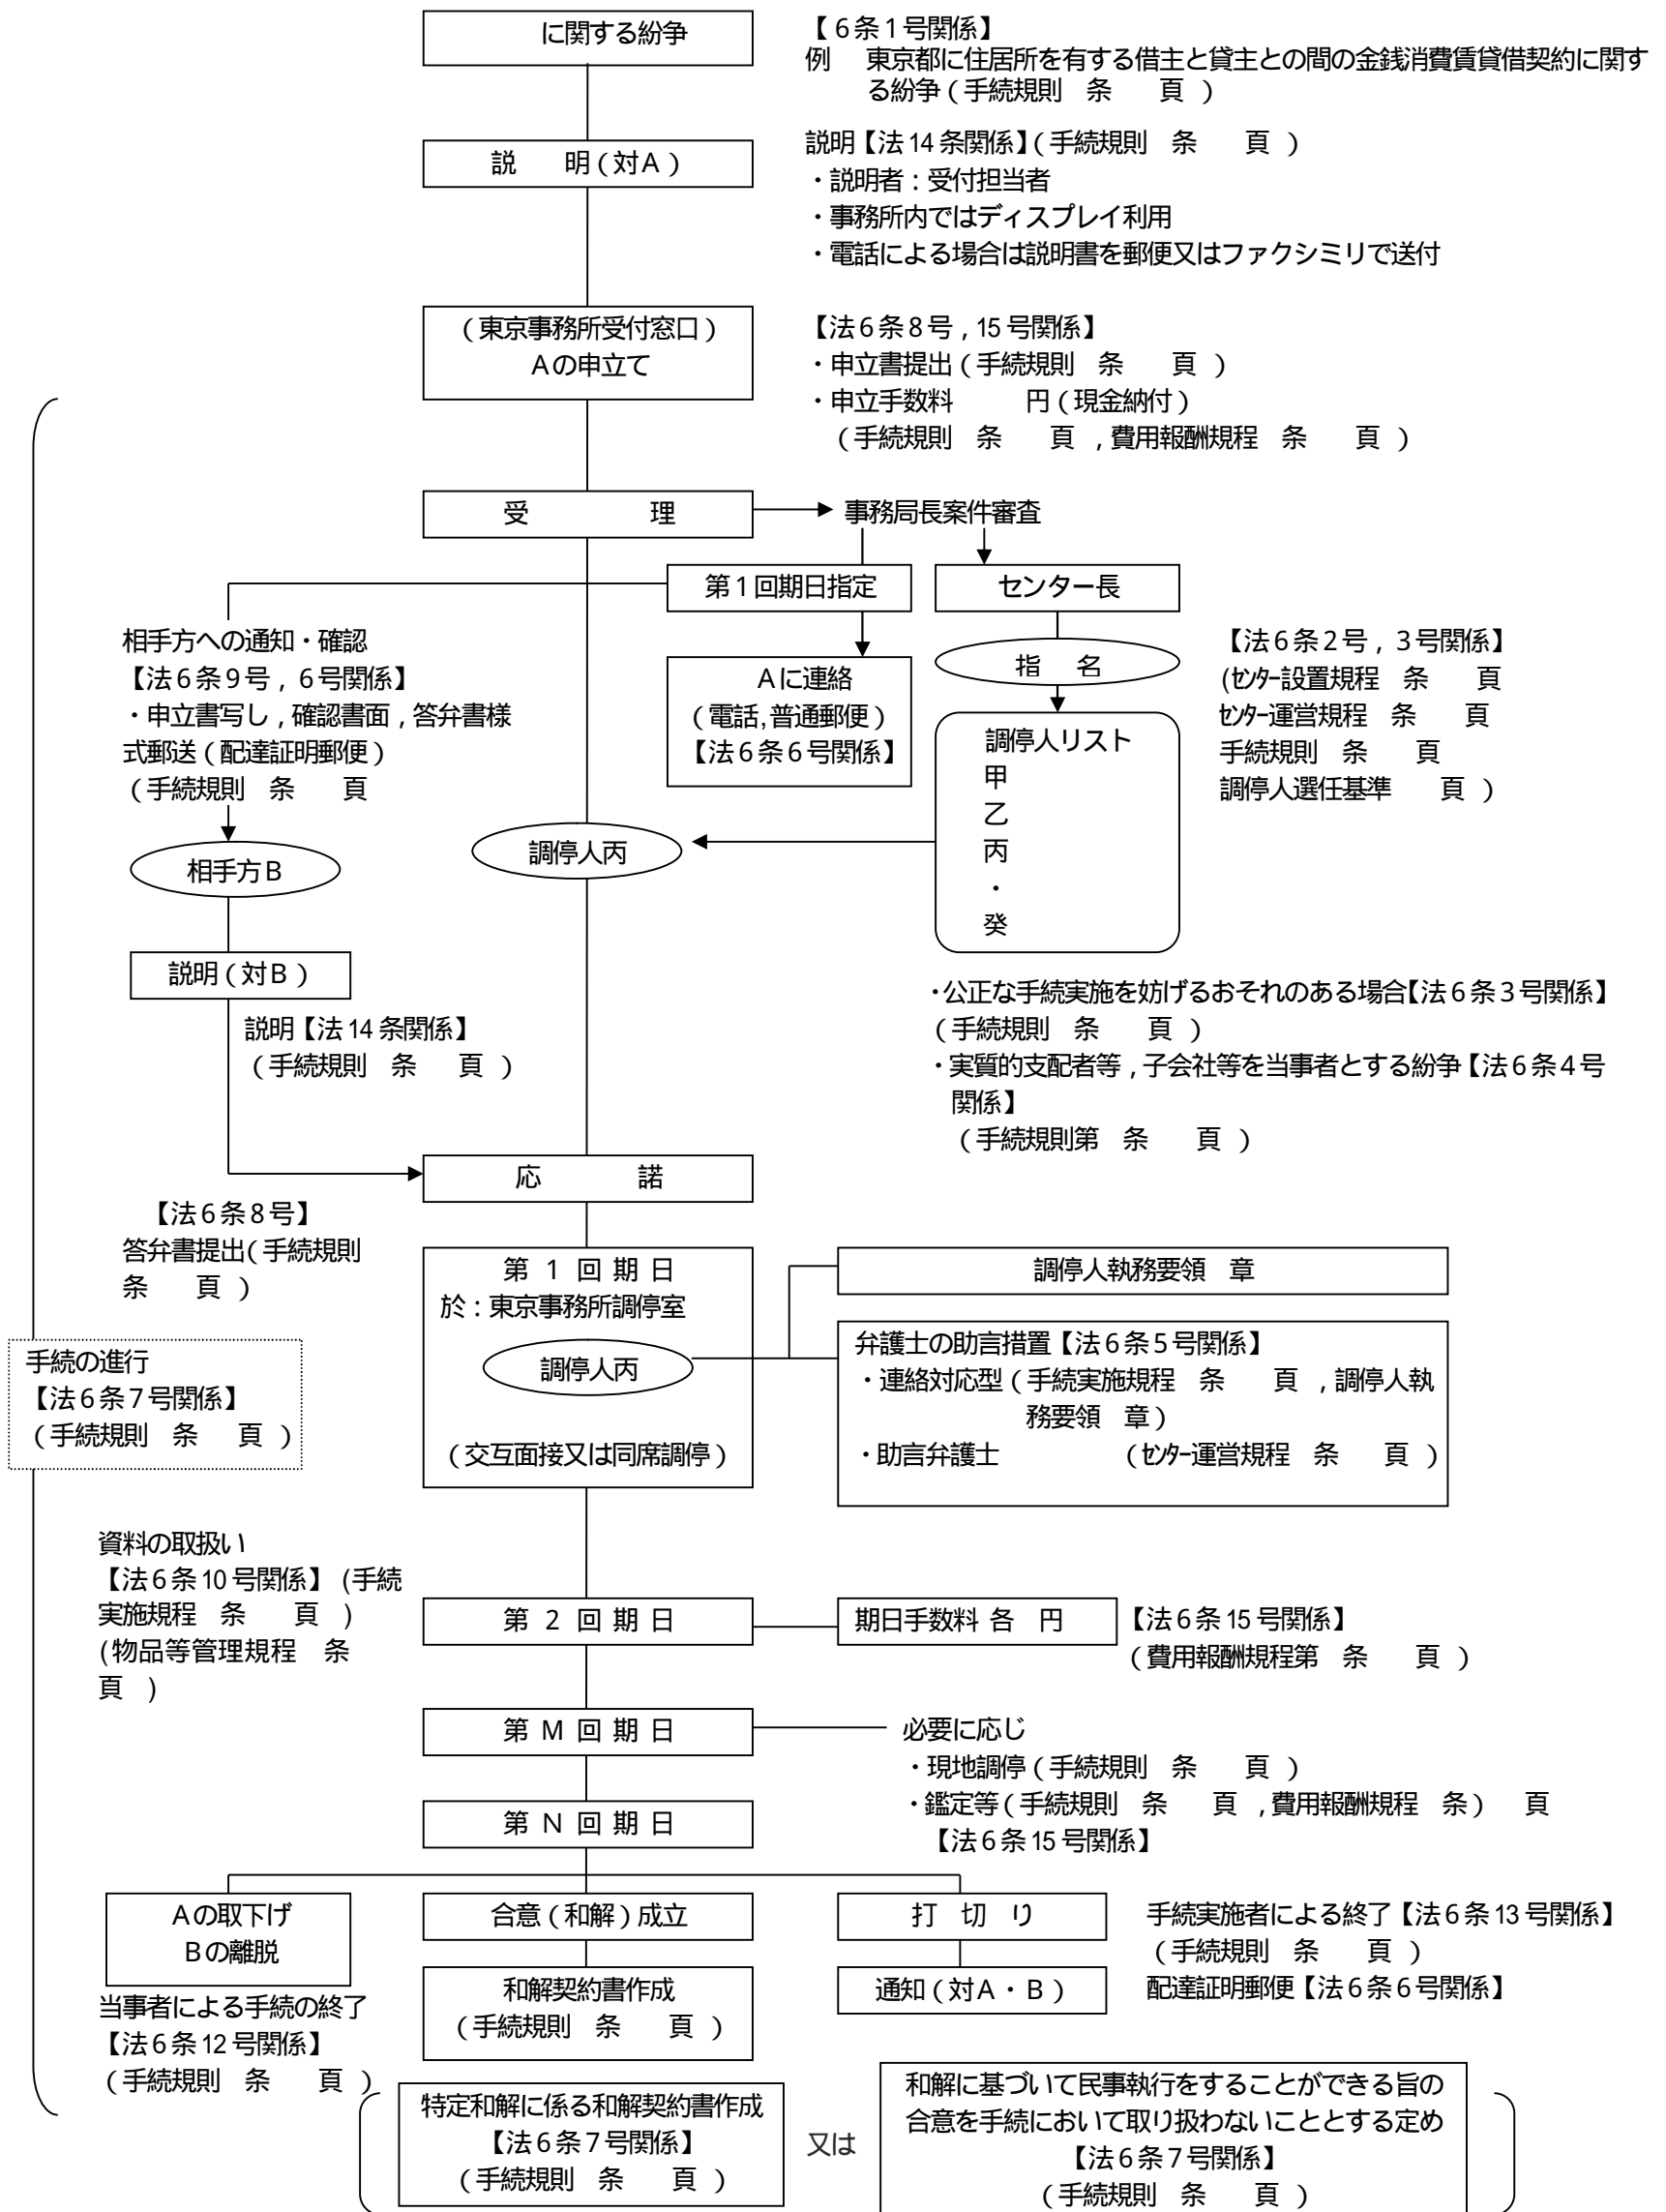 に関する紛争
【６条１号関係】
例　東京都に住居所を有する借主と貸主との間の金銭消費賃貸借契約に関す
る紛争（手続規則　条　　頁　）
説　　明（対Ａ）
説明【法14条関係】（手続規則　条　　頁　）
・説明者：受付担当者
・事務所内ではディスプレイ利用
・電話による場合は説明書を郵便又はファクシミリで送付
（東京事務所受付窓口）
Ａの申立て
【法６条８号，15号関係】
・申立書提出（手続規則　条　　頁　）
・申立手数料　　　円（現金納付）
（手続規則　条　　頁　，費用報酬規程　条　　頁　）
受　　　　理
事務局長案件審査
第１回期日指定
センター長
相手方への通知・確認
【法６条９号，６号関係】
・申立書写し，確認書面，答弁書様
式郵送（配達証明郵便）
（手続規則　条　　頁
Ａに連絡
（電話,普通郵便）
【法６条６号関係】
指　名
【法６条２号，３号関係】
(センター設置規程　条　　頁
センター運営規程　条　　頁
手続規則　条　　頁
調停人選任基準　　頁　）
調停人リスト
甲
乙
丙
・
癸
調停人丙
相手方Ｂ
説明（対Ｂ）
説明【法14条関係】
（手続規則　条　　頁　）
・公正な手続実施を妨げるおそれのある場合【法６条３号関係】
（手続規則　条　　頁　）
・実質的支配者等，子会社等を当事者とする紛争【法６条４号
関係】
（手続規則第　条　　頁　）
応　　　　諾
【法６条８号】
答弁書提出（手続規則
条　　頁　）
第　１　回　期　日
於：東京事務所調停室
調停人丙
（交互面接又は同席調停）
調停人執務要領　章
弁護士の助言措置【法６条５号関係】
・連絡対応型（手続実施規程　条　　頁　，調停人執
務要領　章）
・助言弁護士　　　　　（センター運営規程　条　　頁　）
手続の進行
【法６条７号関係】
（手続規則　条　　頁　）
資料の取扱い
【法６条10号関係】(手続
実施規程　条　　頁　)
(物品等管理規程　条
頁　)
第　２　回　期　日
期日手数料 各　円
【法６条15号関係】
（費用報酬規程第　条　　頁　）
第　Ｍ　回　期　日
必要に応じ
・現地調停（手続規則　条　　頁　）
・鑑定等（手続規則　条　　頁　，費用報酬規程　条）　頁
【法６条15号関係】
第　Ｎ　回　期　日
Ａの取下げ
Ｂの離脱
合意（和解）成立
打　切　り
手続実施者による終了【法６条13号関係】
（手続規則　条　　頁　）
配達証明郵便【法６条６号関係】
和解契約書作成
（手続規則　条　　頁　）
通知（対Ａ・Ｂ）
当事者による手続の終了
【法６条12号関係】
（手続規則　条　　頁　）
特定和解に係る和解契約書作成
【法６条７号関係】
（手続規則　条　　頁　）
又は
和解に基づいて民事執行をすることができる旨の
合意を手続において取り扱わないこととする定め
【法６条７号関係】
（手続規則　条　　頁　）